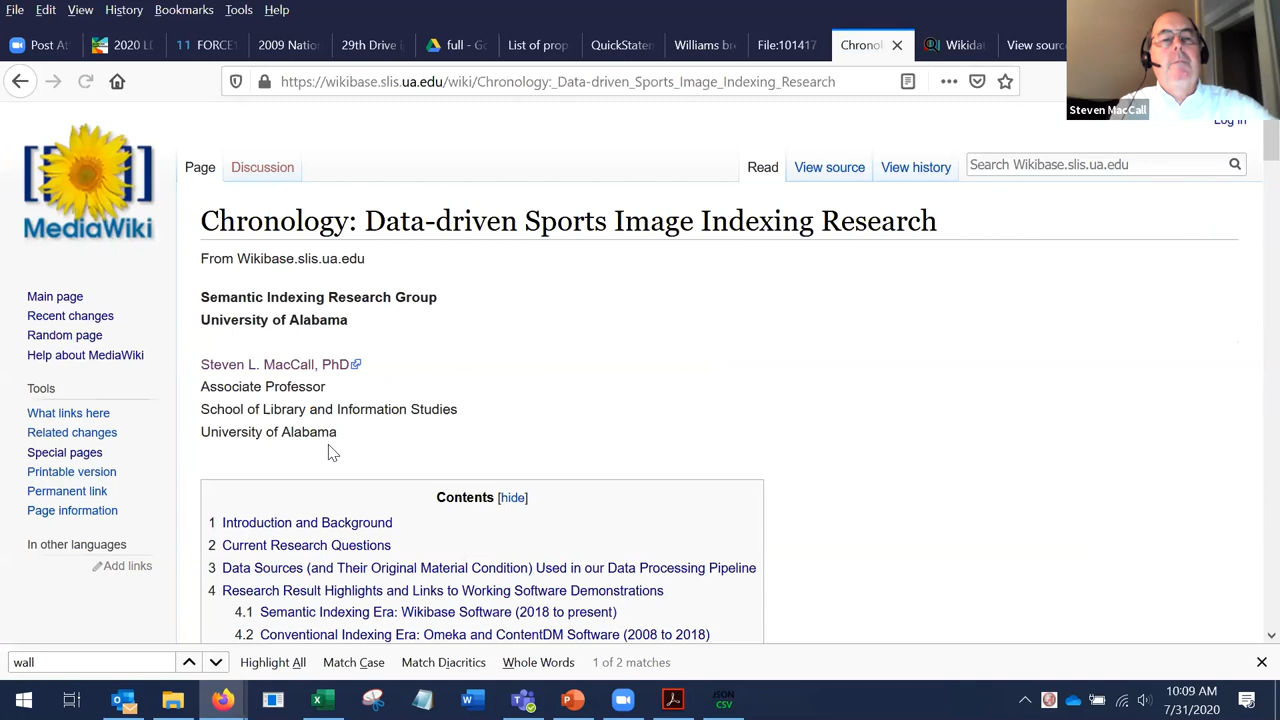 File Edit View History Bookmarks Tools Help
Post At 2020 LD 11 FORCE 2009 Nation 29th Drive i full - Go List of prop QuickStatem Williams br File:101417 Chronol Wikidat View sourc
https://wikibase.slis.ua.edu/wiki/Chronology:_Data-driven_Sports_Image_Indexing_Research
Steven MacCall
Log in
Page Discussion Read View source View history Search Wikibase.slis.ua.edu
MEDIAWIKI
Chronology: Data-driven Sports Image Indexing Research
From Wikibase.slis.ua.edu
Semantic Indexing Research Group
University of Alabama
Steven L. MacCall, PhD
Associate Professor
School of Library and Information Studies
University of Alabama
Main page
Recent changes
Random page
Help about MediaWiki
Tools
What links here
Related changes
Special pages
Printable version
Permanent link
Page information
In other languages
Add links
Contents [hide]
1 Introduction and Background
2 Current Research Questions
3 Data Sources (and Their Original Material Condition) Used in our Data Processing Pipeline
4 Research Result Highlights and Links to Working Software Demonstrations
4.1 Semantic Indexing Era: Wikibase Software (2018 to present)
4.2 Conventional Indexing Era: Omeka and ContentDM Software (2008 to 2018)
wall Highlight All Match Case Match Diacritics Whole Words 1 of 2 matches
JSON
CSV
10:09 AM
7/31/2020